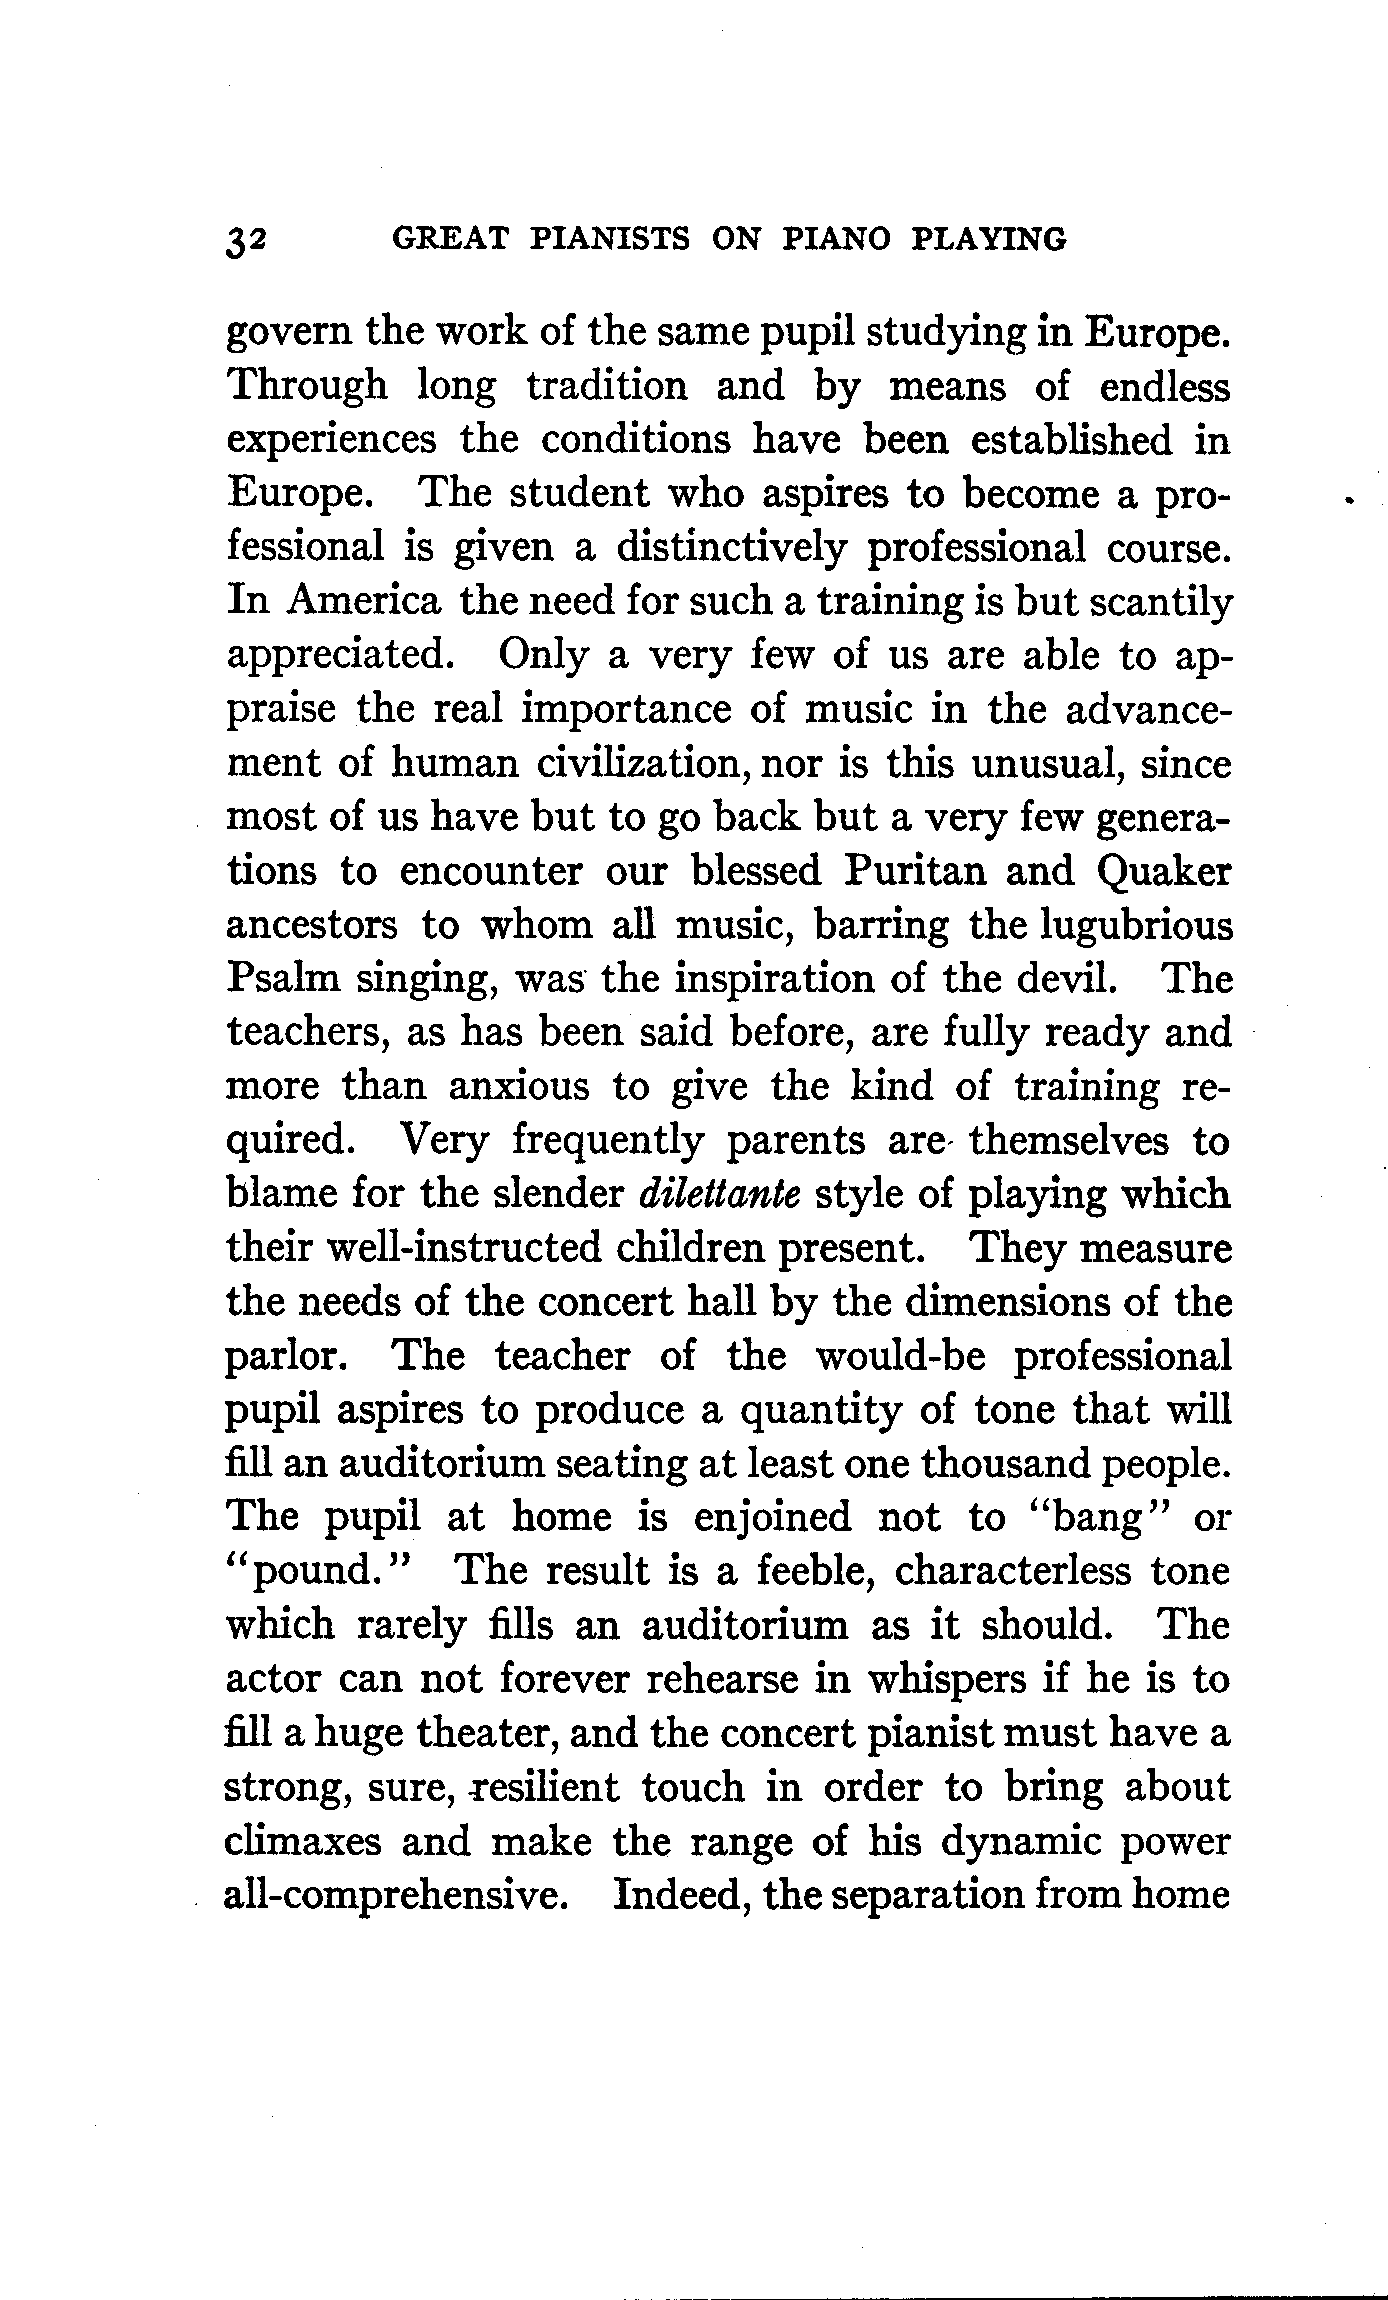 32 GREAT PIANISTS ON PIANO PLAYING
govern the work of the same pupil studying in Europe.
Through long tradition and by means of endless
experiences the conditions have been established in
Europe. The student who aspires to become a pro-
fessional is given a distinctively professional course.
In America the need for such a training is but scantily
appreciated. Only a very few of us are able to ap-
praise the real importance of music in the advance-
ment of human civilization, nor is this unusual, since
most of us have but to go back but a very few genera-
tions to encounter our blessed Puritan and Quaker
ancestors to whom all music, barring the lugubrious
Psalm singing, was the inspiration of the devil. The
teachers, as has been said before, are fully ready and
more than anxious to give the kind of training re-
quired. Very frequently parents are themselves to
blame for the slender dilettante style of playing which
their well-instructed children present. They measure
the needs of the concert hall by the dimensions of the
parlor. The teacher of the would-be professional
pupil aspires to produce a quantity of tone that will
fill an auditorium seating at least one thousand people.
The pupil at home is enjoined not to "bang" or
"pound." The result is a feeble, characterless tone
which rarely fills an auditorium as it should. The
actor can not forever rehearse in whispers if he is to
fill a huge theater, and the concert pianist must have a
strong, sure, resilient touch in order to bring about
climaxes and make the range of his dynamic power
all-comprehensive. Indeed, the separation from home